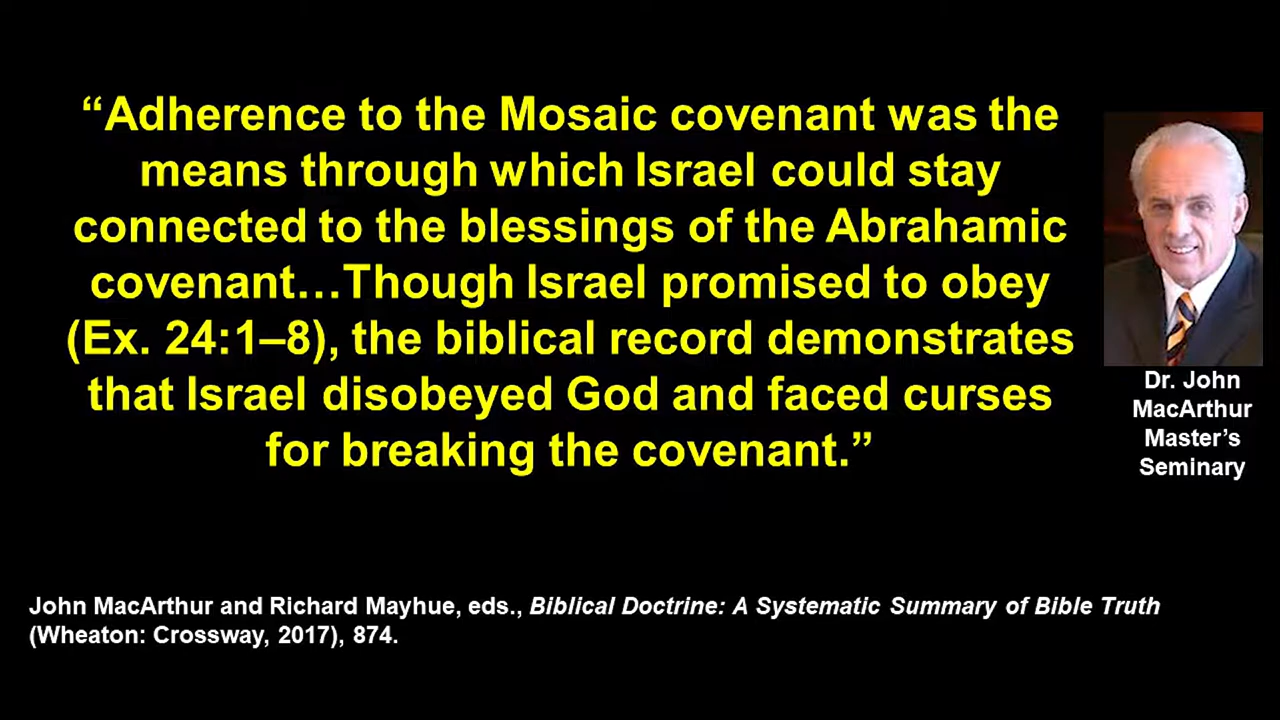 “Adherence to the Mosaic covenant was the
means through which Israel could stay
connected to the blessings of the Abrahamic
covenant…Though Israel promised to obey
(Ex. 24:1–8), the biblical record demonstrates
that Israel disobeyed God and faced curses
for breaking the covenant.”
Dr. John
MacArthur
Master’s
Seminary
John MacArthur and Richard Mayhue, eds., Biblical Doctrine: A Systematic Summary of Bible Truth
(Wheaton: Crossway, 2017), 874.